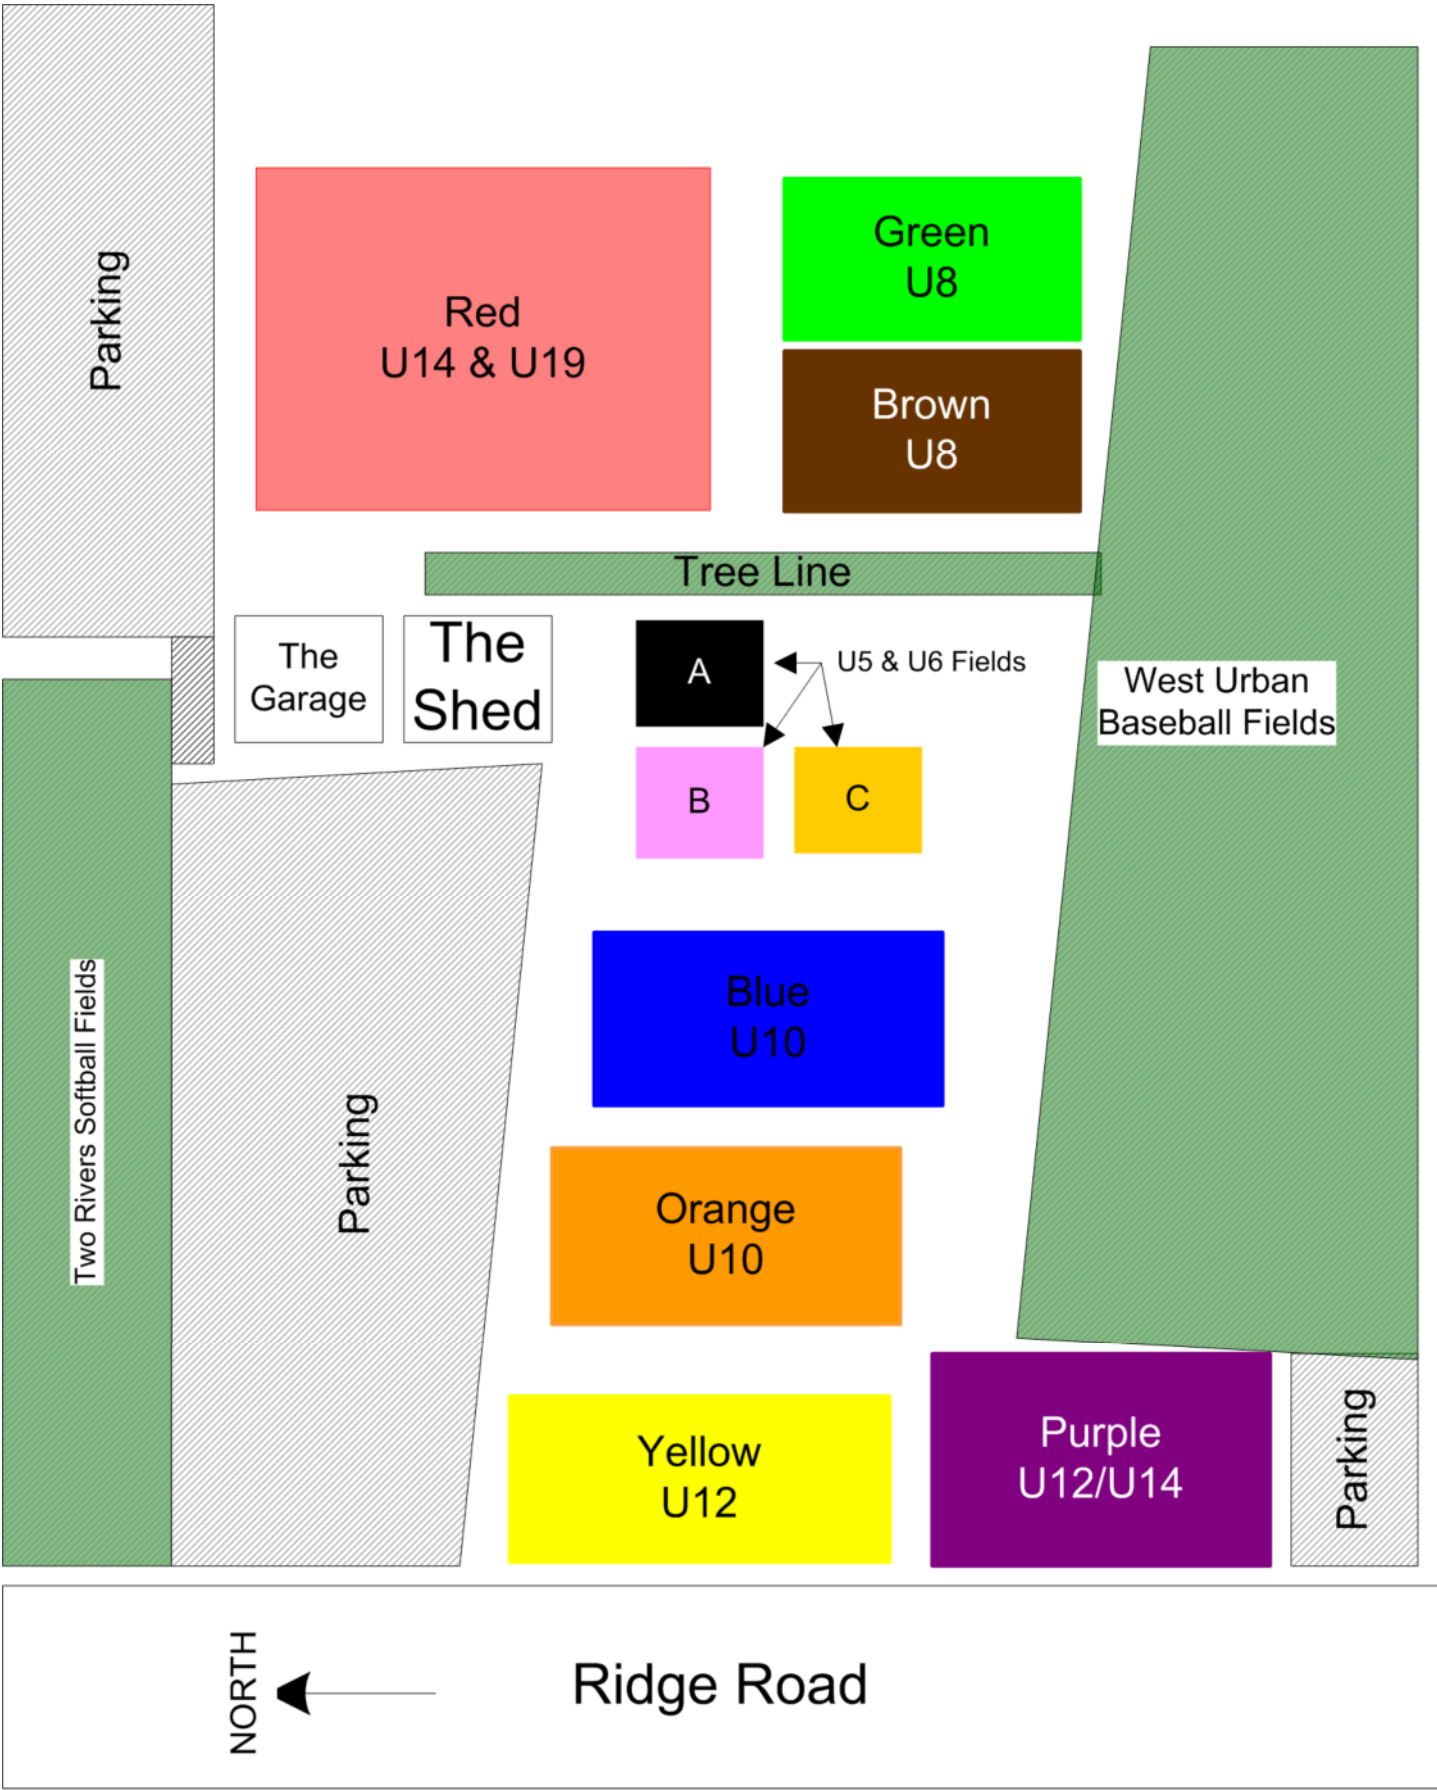 Parking
Red
U14 & U19
Green
U8
Brown
U8
Tree Line
The
Garage
The
Shed
A
U5 & U6 Fields
B
C
West Urban
Baseball Fields
Two Rivers Softball Fields
Parking
Blue
U10
Orange
U10
Yellow
U12
Purple
U12/U14
Parking
NORTH
Ridge Road